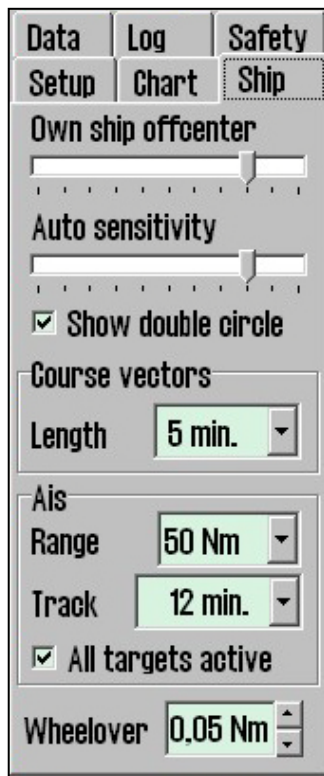 Data Log Safety
Setup Chart Ship
Own ship offcenter
Auto sensitivity
Show double circle
Course vectors
Length 5 min.
Ais
Range 50 Nm
Track 12 min.
All targets active
Wheelover 0,05 Nm